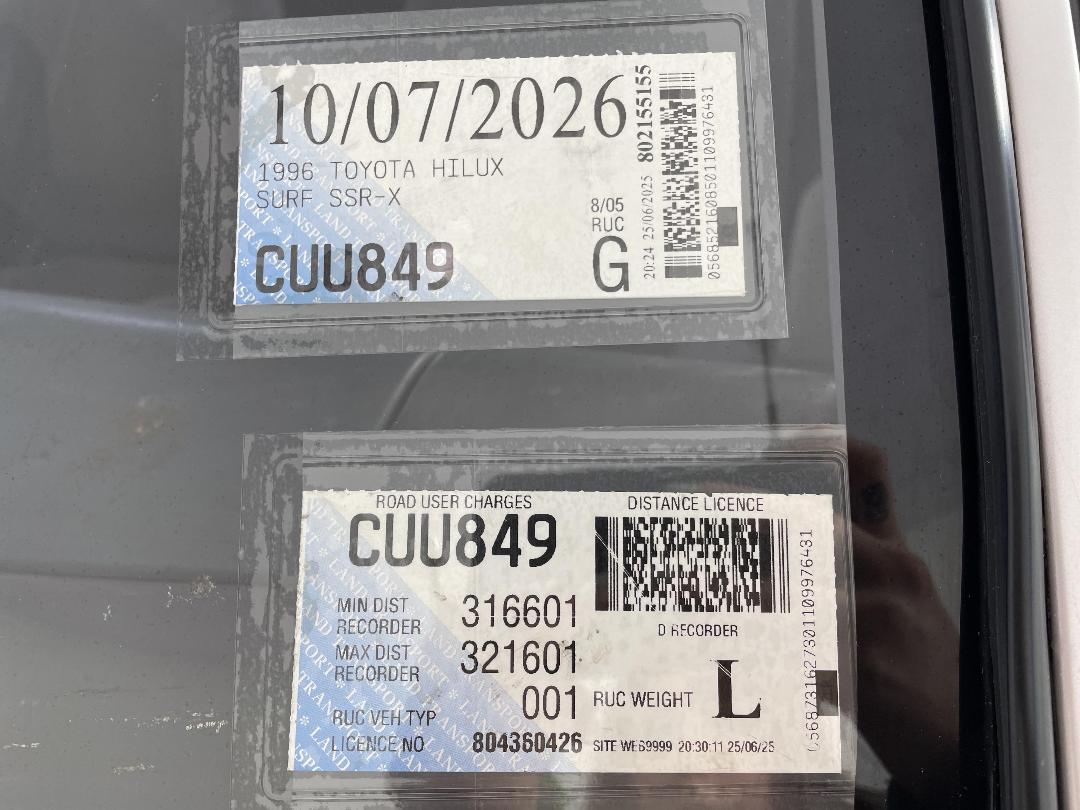 10/07/2026
1996 TOYOTA HILUX
SURF SSR-X
CUU849
8/05
RUC
G
20:24 25/06/2025 802155155
ROAD USER CHARGES
DISTANCE LICENCE
CUU849
MIN DIST RECORDER 316601
D RECORDER
MAX DIST RECORDER 321601
RUC VEH TYP 001
RUC WEIGHT L
LICENCE NO 804360426
SITE WE69999 20:30:11 25/06/25